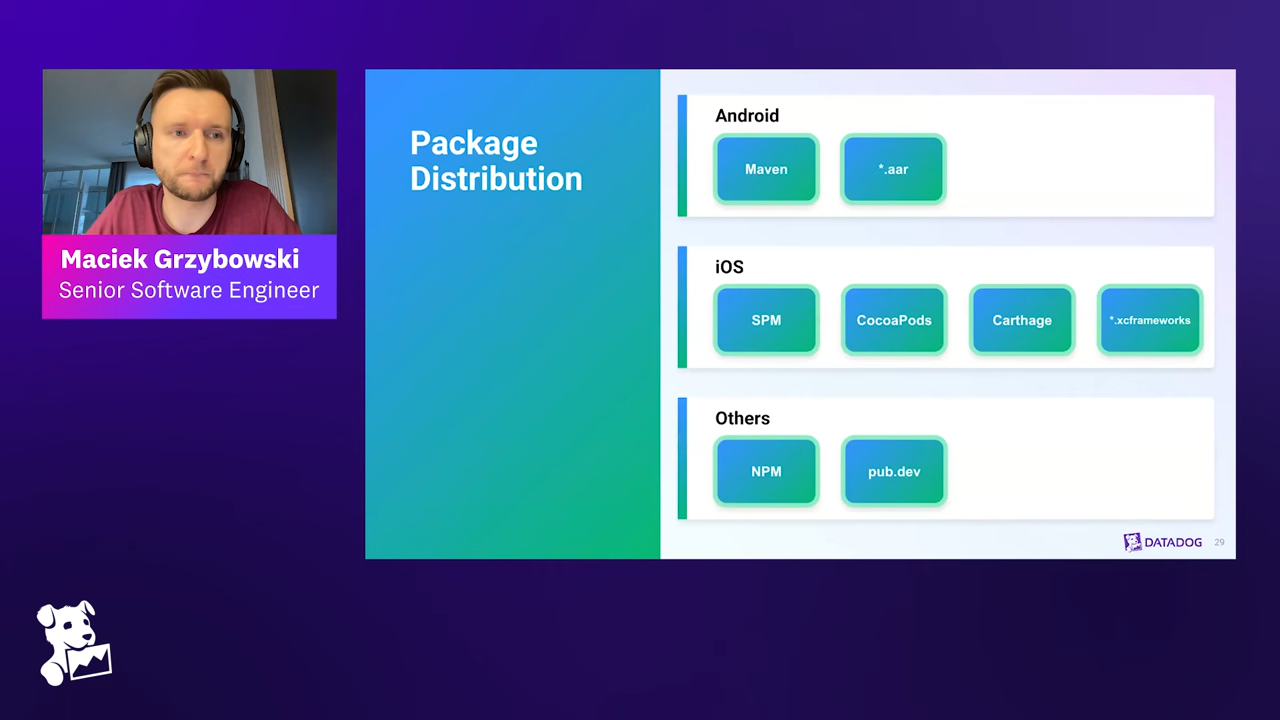 Maciek Grzybowski
Senior Software Engineer
Package
Distribution
Android
Maven
*.aar
iOS
SPM
CocoaPods
Carthage
*.xcframeworks
Others
NPM
pub.dev
DATADOG
29